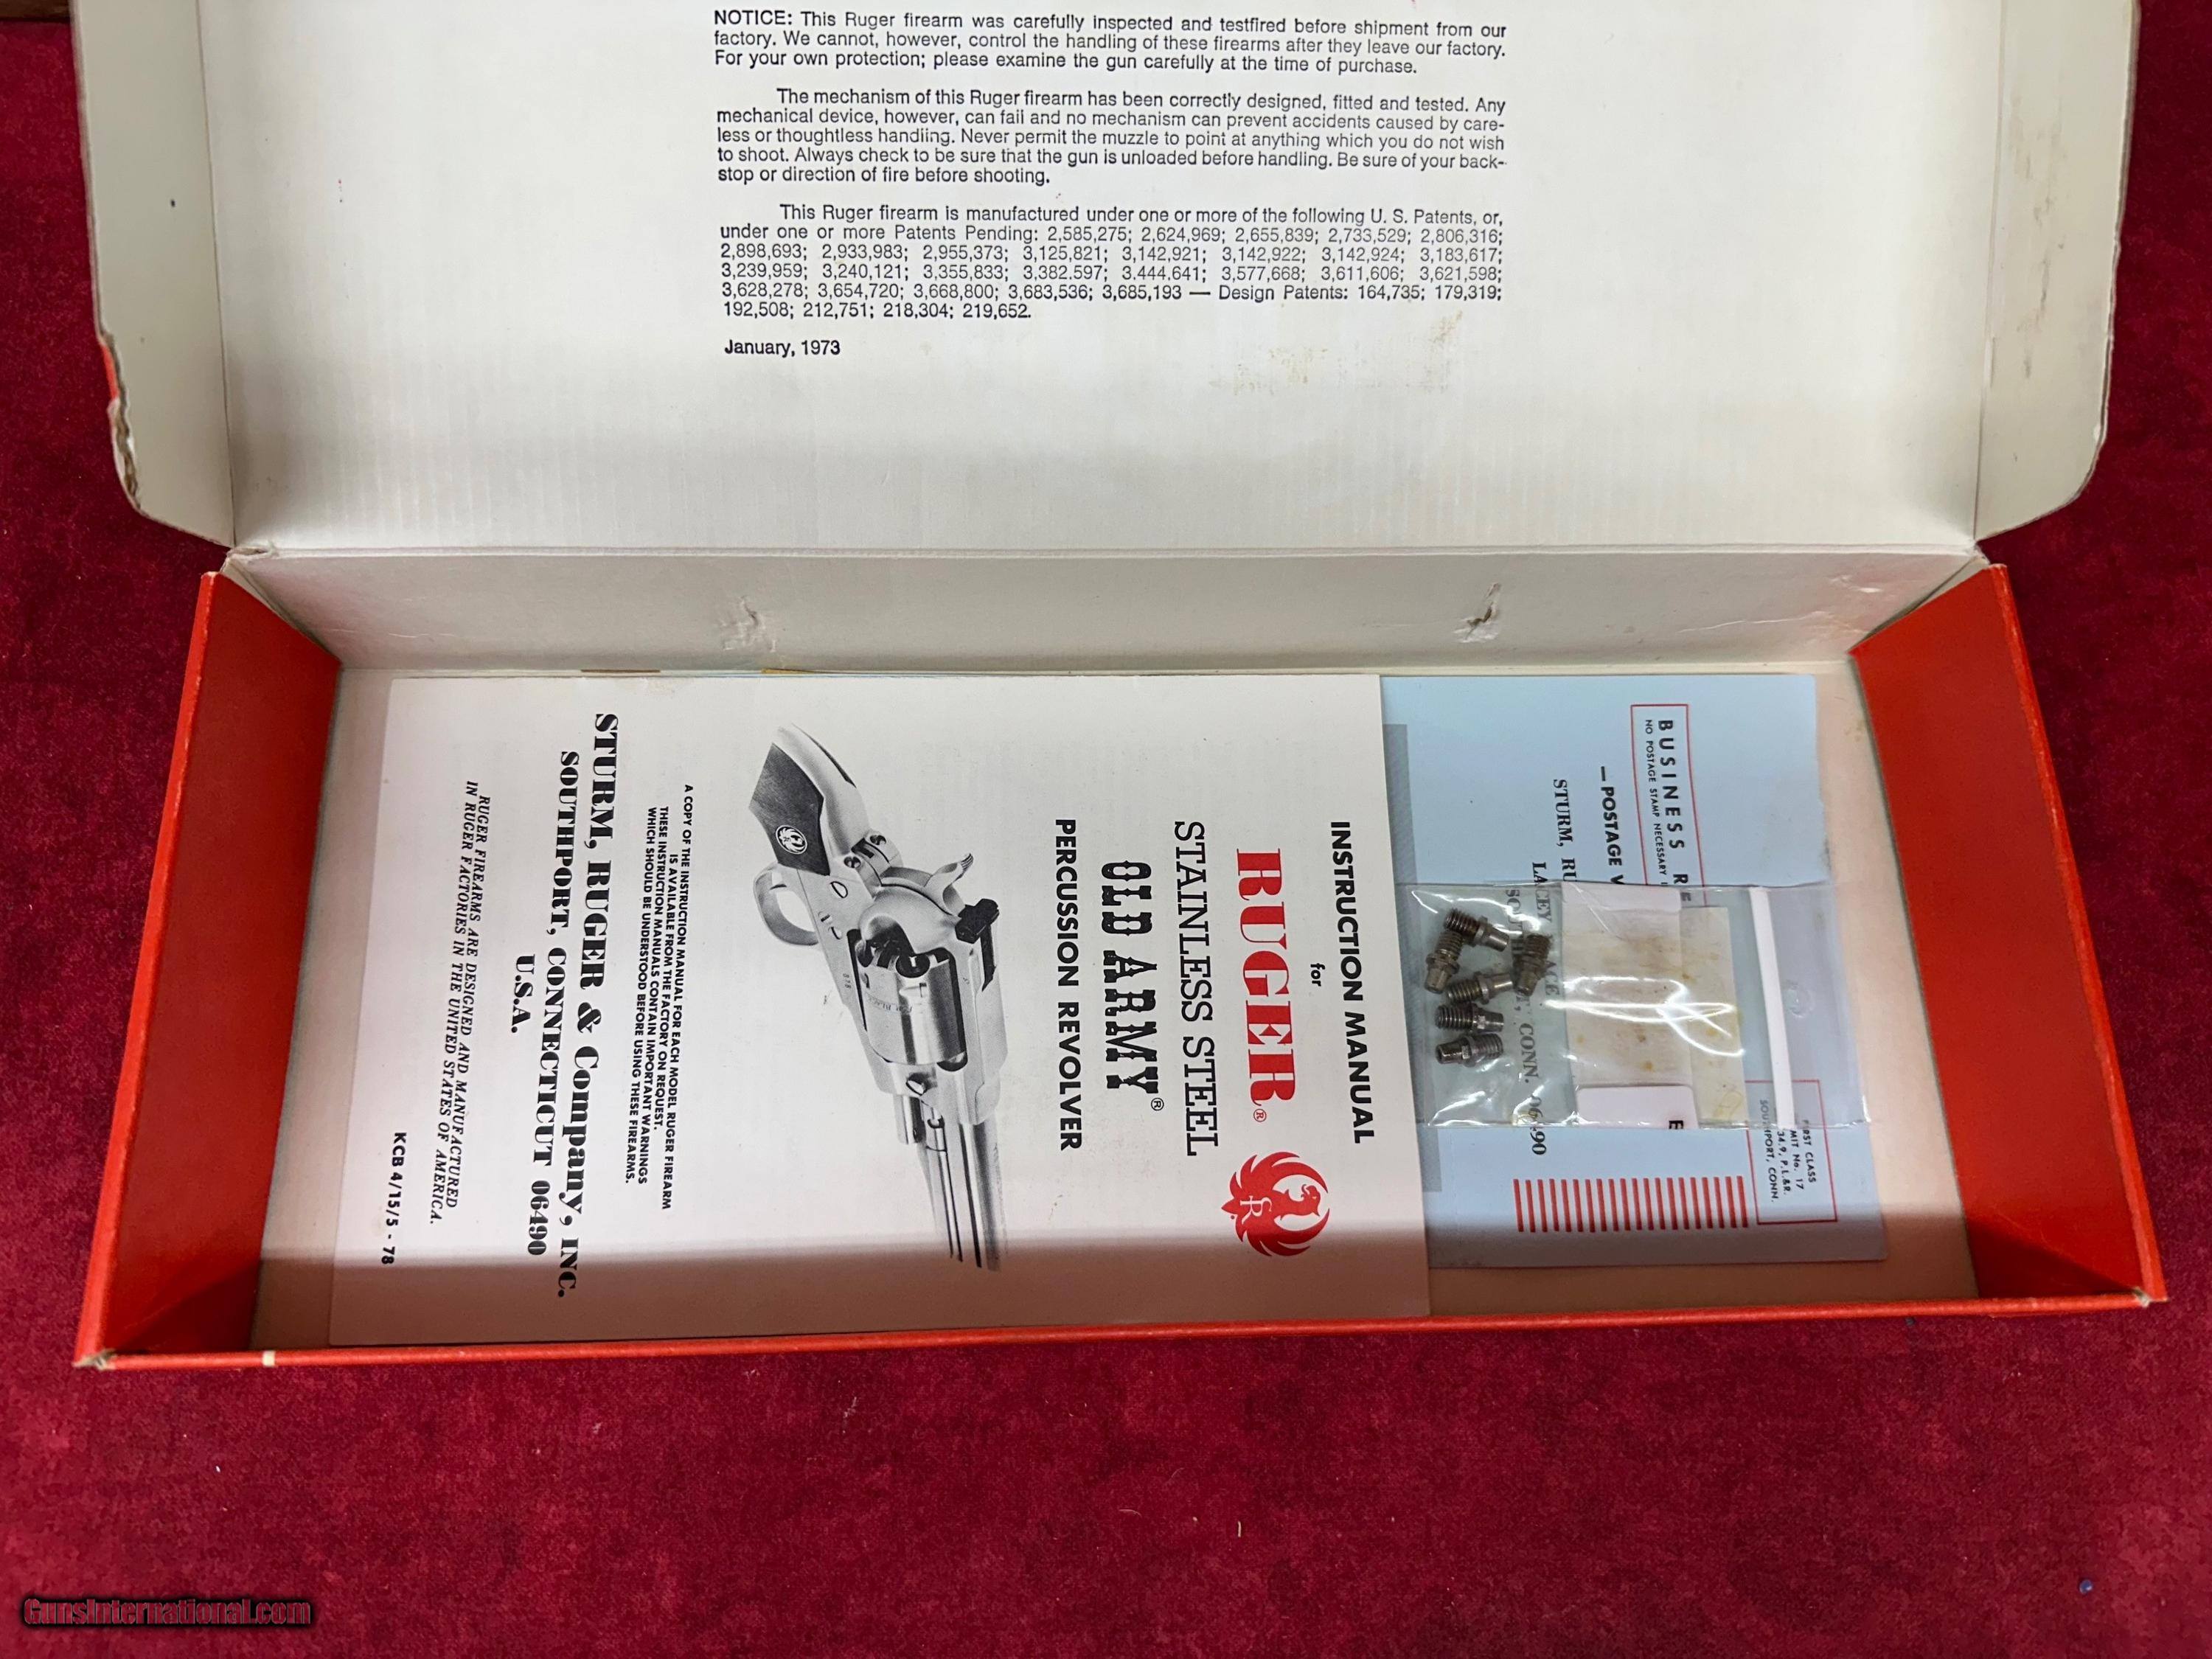 NOTICE: This Ruger firearm was carefully inspected and testfired before shipment from our
factory. We cannot, however, control the handling of these firearms after they leave our factory.
For your own protection; please examine the gun carefully at the time of purchase.
The mechanism of this Ruger firearm has been correctly designed, fitted and tested. Any
mechanical device, however, can fail and no mechanism can prevent accidents caused by care-
less or thoughtless handling. Never permit the muzzle to point at anything which you do not wish
to shoot. Always check to be sure that the gun is unloaded before handling. Be sure of your back-
stop or direction of fire before shooting.
This Ruger firearm is manufactured under one or more of the following U. S. Patents, or,
under one or more Patents Pending: 2,585,275; 2,624,969; 2,655,839; 2,733,529; 2,806,316;
2,898,693; 2,933,983; 2,955,373; 3,125,821; 3,142,921; 3,142,922; 3,142,924; 3,183,617;
3,239,959; 3,240,121; 3,355,833; 3,382.597; 3.444.641; 3,577,668; 3,611,606; 3,621,598;
3,628,278; 3,654,720; 3,668,800; 3,683,536; 3,685,193 — Design Patents: 164,735; 179,319;
192,508; 212,751; 218,304; 219,652.
January, 1973
INSTRUCTION MANUAL
for
RUGER®
STAINLESS STEEL
OLD ARMY®
PERCUSSION REVOLVER
A COPY OF THE INSTRUCTION MANUAL FOR EACH MODEL RUGER FIREARM
IS AVAILABLE FROM THE FACTORY ON REQUEST.
THESE INSTRUCTION MANUALS CONTAIN IMPORTANT WARNINGS
WHICH SHOULD BE UNDERSTOOD BEFORE USING THESE FIREARMS.
STURM, RUGER & Company, INC.
SOUTHPORT, CONNECTICUT 06490
U.S.A.
RUGER FIREARMS ARE DESIGNED AND MANUFACTURED
IN RUGER FACTORIES IN THE UNITED STATES OF AMERICA.
KCB 4/15/5 - 78
BUSINESS R
NO POSTAGE STAMP NECESSARY
— POSTAGE
STURM, RU
LACEY
CONN. 06490
FIRST CLASS
No. 17
34.9, P.L.&R.
SOUTHPORT, CONN.
GunsInternational.com